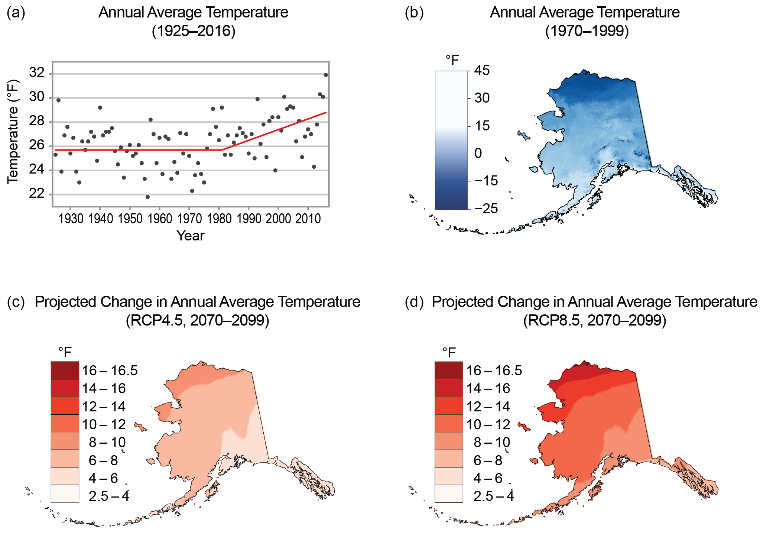 (a) Annual Average Temperature
(1925–2016)
Temperature (°F)
32
30
28
26
24
22
1930 1940 1950 1960 1970 1980 1990 2000 2010
Year
(b) Annual Average Temperature
(1970–1999)
°F
45
30
15
0
−15
−25
(c) Projected Change in Annual Average Temperature
(RCP4.5, 2070–2099)
°F
16 – 16.5
14 – 16
12 – 14
10 – 12
8 – 10
6 – 8
4 – 6
2.5 – 4
(d) Projected Change in Annual Average Temperature
(RCP8.5, 2070–2099)
°F
16 – 16.5
14 – 16
12 – 14
10 – 12
8 – 10
6 – 8
4 – 6
2.5 – 4